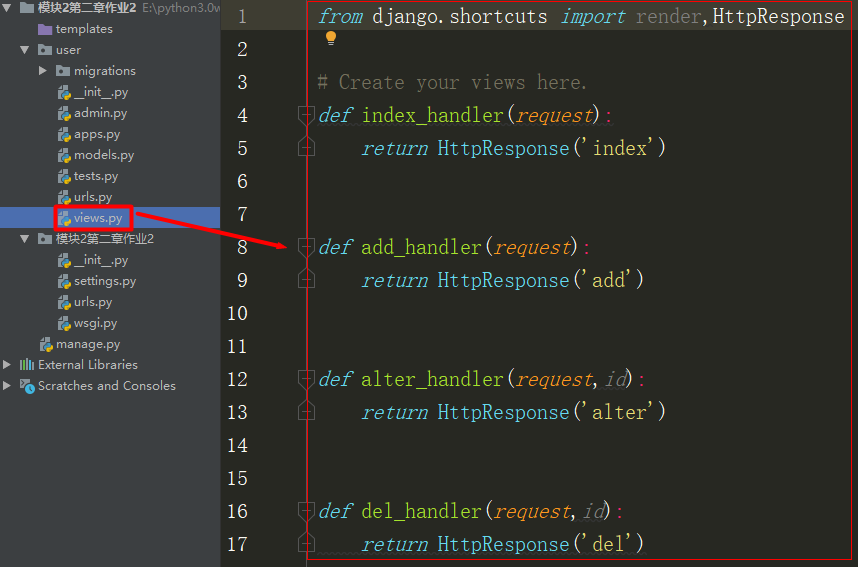 模块2第二章作业2 E:\python3.0w
templates
user
migrations
__init__.py
admin.py
apps.py
models.py
tests.py
urls.py
views.py
模块2第二章作业2
__init__.py
settings.py
urls.py
wsgi.py
manage.py
External Libraries
Scratches and Consoles
1 from django.shortcuts import render,HttpResponse
2
3 # Create your views here.
4 def index_handler(request):
5 return HttpResponse('index')
6
7
8 def add_handler(request):
9 return HttpResponse('add')
10
11
12 def alter_handler(request,id):
13 return HttpResponse('alter')
14
15
16 def del_handler(request,id):
17 return HttpResponse('del')